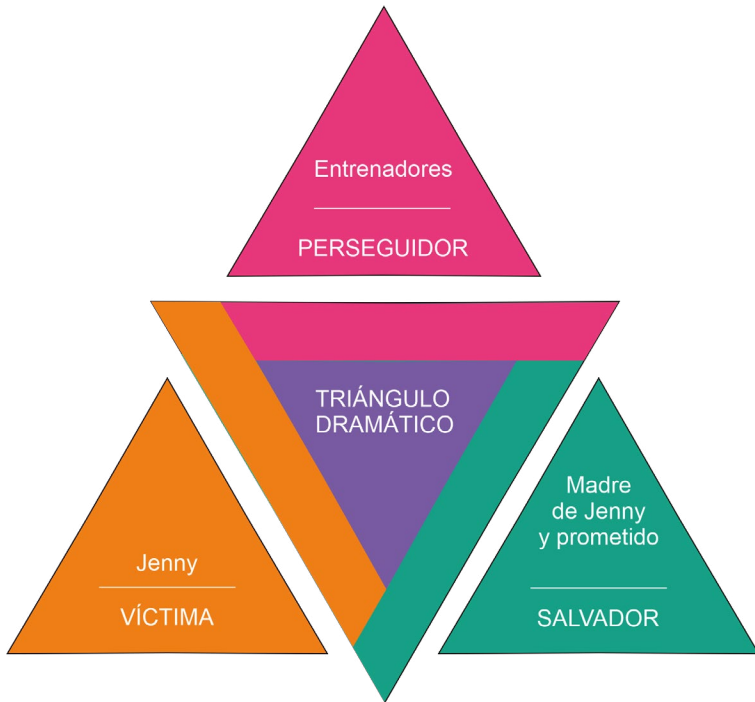 Entrenadores
PERSEGUIDOR
TRIÁNGULO
DRAMÁTICO
Jenny
VÍCTIMA
Madre
de Jenny
y prometido
SALVADOR